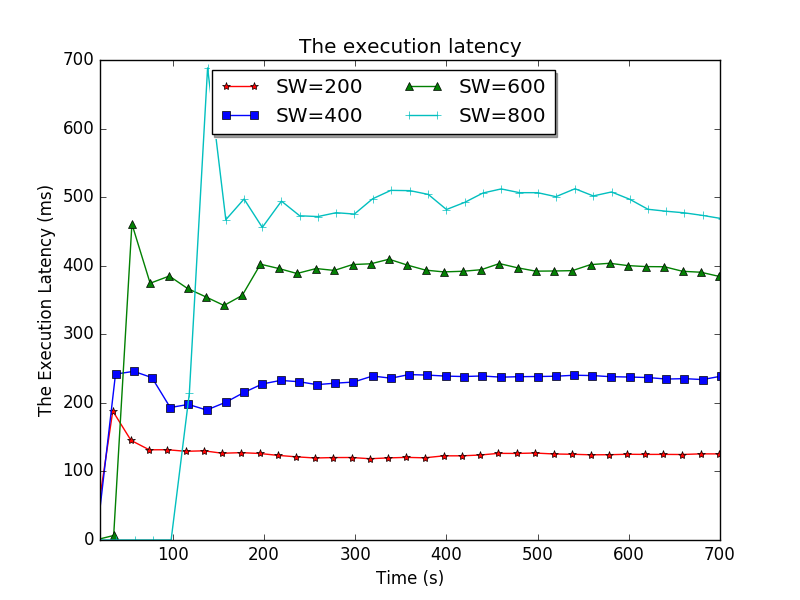 The execution latency
The Execution Latency (ms)
700
600
500
400
300
200
100
0
SW=200
SW=400
SW=600
SW=800
100 200 300 400 500 600 700
Time (s)